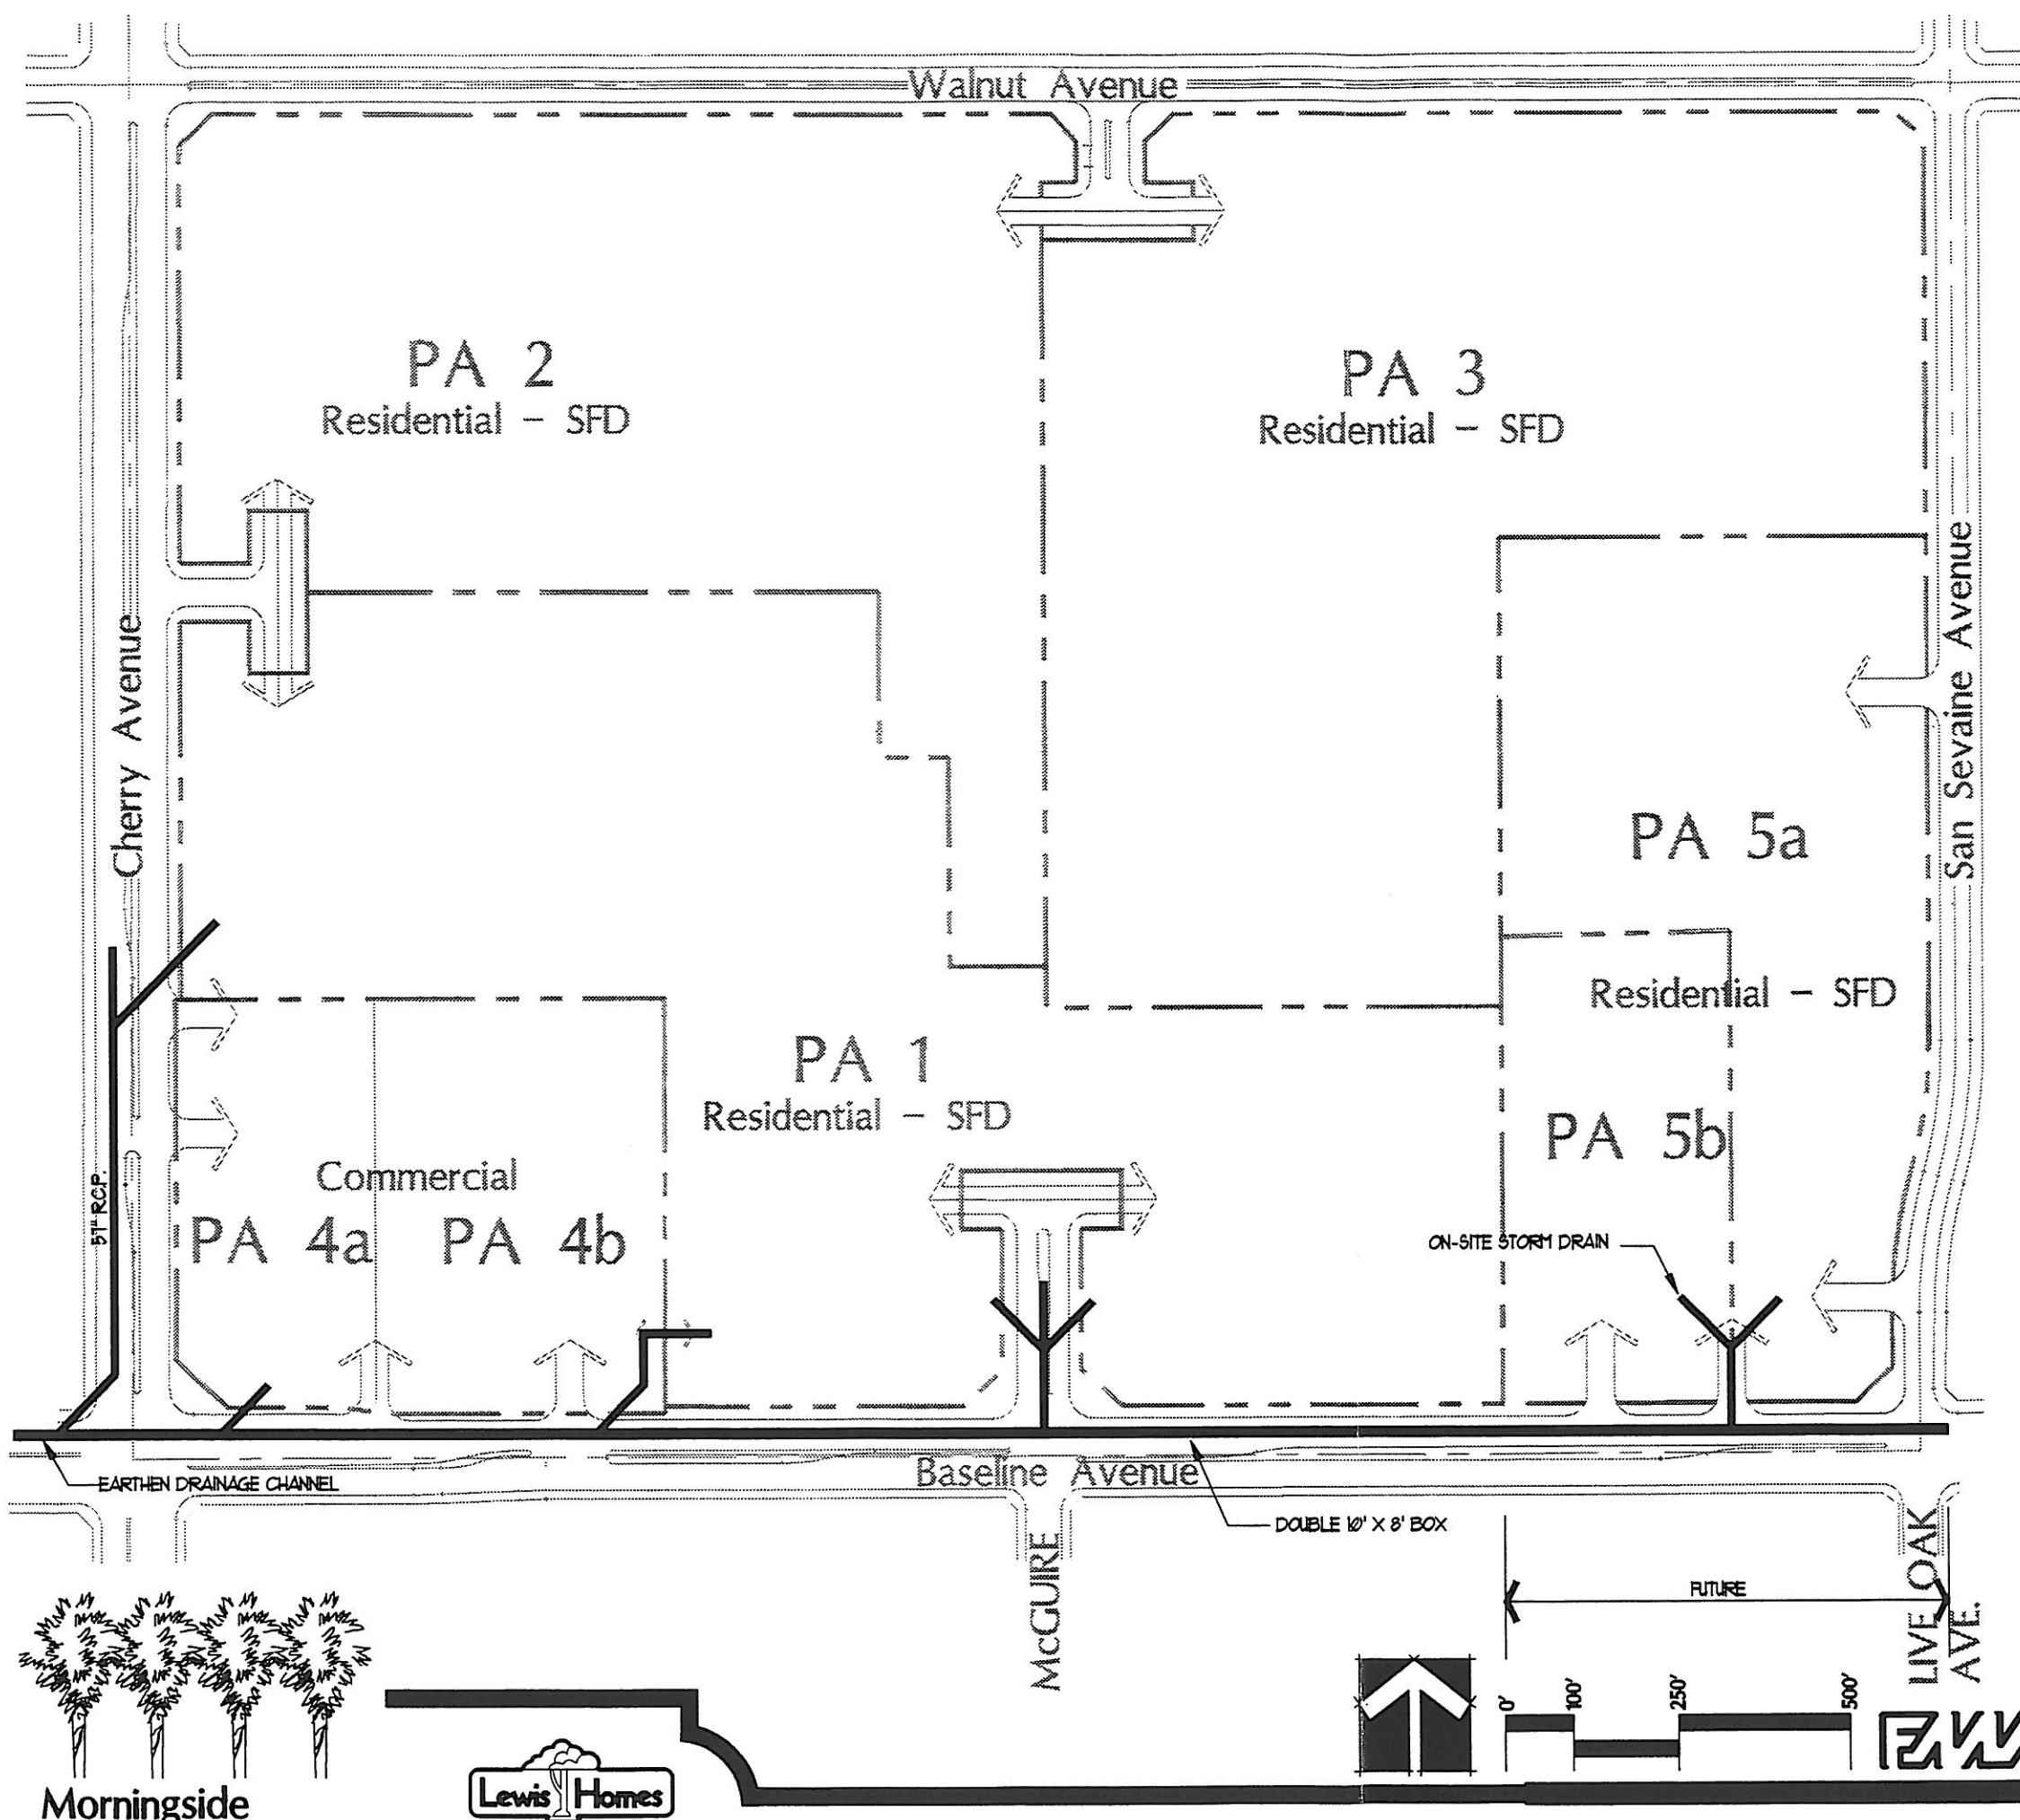 Walnut Avenue
PA 2
Residential - SFD
PA 3
Residential - SFD
Cherry Avenue
San Sevaine Avenue
PA 5a
Residential - SFD
PA 1
Residential - SFD
PA 5b
Commercial
PA 4a PA 4b
57" R.C.P.
ON-SITE STORM DRAIN
EARTHEN DRAINAGE CHANNEL
Baseline Avenue
DOUBLE 10' X 8' BOX
McGUIRE
FUTURE
LIVE OAK
AVE.
0' 100' 250' 500'
Morningside
Lewis Homes